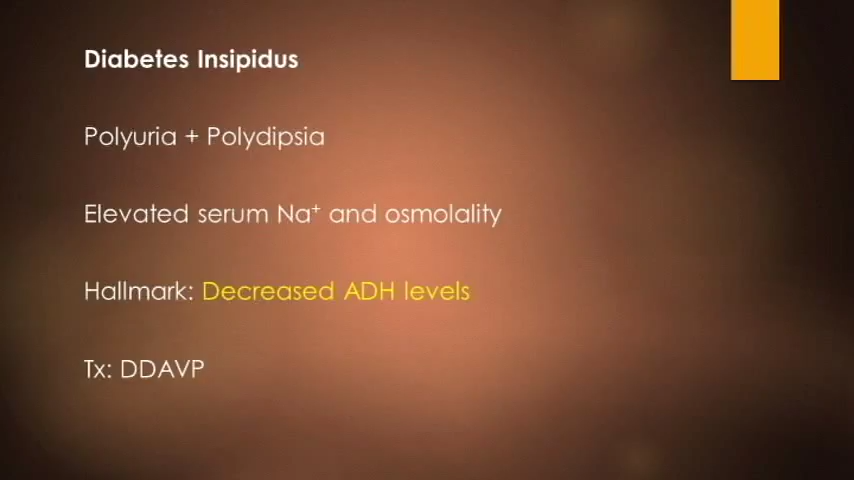 Diabetes Insipidus
Polyuria + Polydipsia
Elevated serum Na⁺ and osmolality
Hallmark: Decreased ADH levels
Tx: DDAVP